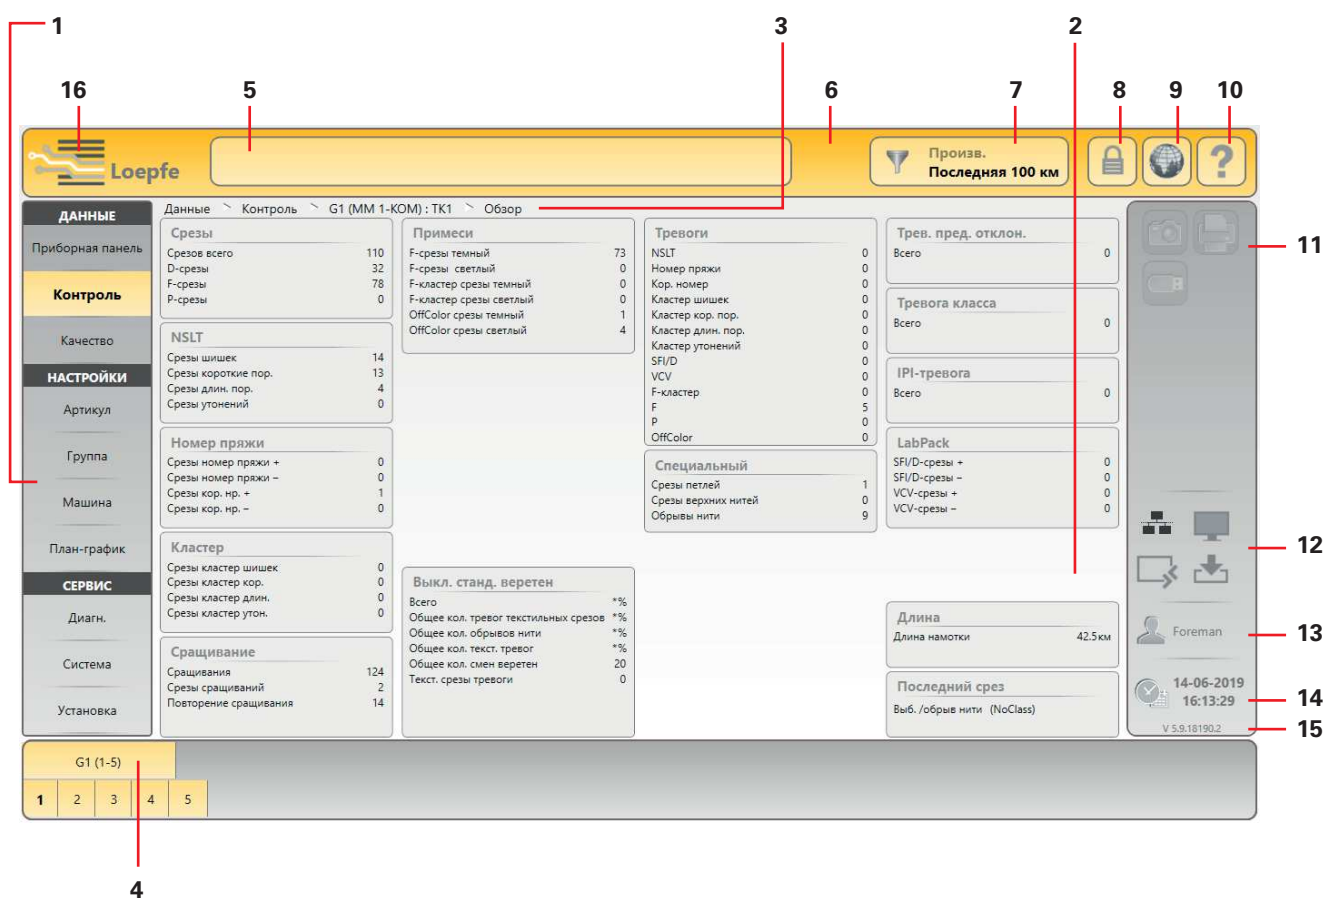 1
3
2
16
5
6
7
8
9
10
Loepfe
Произв.
Последняя 100 км
?
ДАННЫЕ
Приборная панель
Контроль
Качество
НАСТРОЙКИ
Артикул
Группа
Машина
План-график
СЕРВИС
Диагн.
Система
Установка
Данные > Контроль > G1 (MM 1-KOM) : TK1 > Обзор
Срезы
Срезов всего 110
D-срезы 32
F-срезы 78
P-срезы 0
NSLT
Срезы шишек 14
Срезы короткие пор. 13
Срезы длин. пор. 4
Срезы утонений 0
Номер пряжи
Срезы номер пряжи + 0
Срезы номер пряжи – 0
Срезы кор. нр. + 1
Срезы кор. нр. – 0
Кластер
Срезы кластер шишек 0
Срезы кластер кор. 0
Срезы кластер длин. 0
Срезы кластер утон. 0
Сращивание
Сращивания 124
Срезы сращиваний 2
Повторение сращивания 14
Примеси
F-срезы темный 73
F-срезы светлый 0
F-кластер срезы темный 0
F-кластер срезы светлый 0
OffColor срезы темный 1
OffColor срезы светлый 4
Выкл. станд. веретен
Всего *%
Общее кол. тревог текстильных срезов *%
Общее кол. обрывов нити *%
Общее кол. текст. тревог *%
Общее кол. смен веретен 20
Текст. срезы тревоги 0
Тревоги
NSLT 0
Номер пряжи 0
Кор. номер 0
Кластер шишек 0
Кластер кор. пор. 0
Кластер длин. пор. 0
Кластер утонений 0
SFI/D 0
VCV 0
F-кластер 0
F 5
P 0
OffColor 0
Специальный
Срезы петлей 1
Срезы верхних нитей 0
Обрывы нити 9
Трев. пред. отклон.
Всего 0
Тревога класса
Всего 0
IPI-тревога
Всего 0
LabPack
SFI/D-срезы + 0
SFI/D-срезы – 0
VCV-срезы + 0
VCV-срезы – 0
Длина
Длина намотки 42.5 км
Последний срез
Выб. /обрыв нити (NoClass)
Foreman
14-06-2019
16:13:29
V 5.9.18190.2
11
12
13
14
15
G1 (1-5)
1 2 3 4 5
4